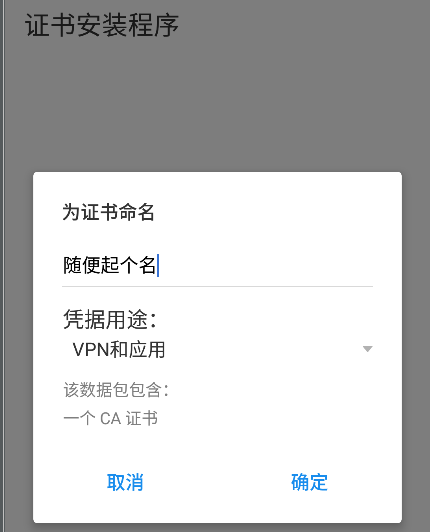 证书安装程序
为证书命名
随便起个名
凭据用途：
VPN和应用
该数据包包含：
一个 CA 证书
取消
确定